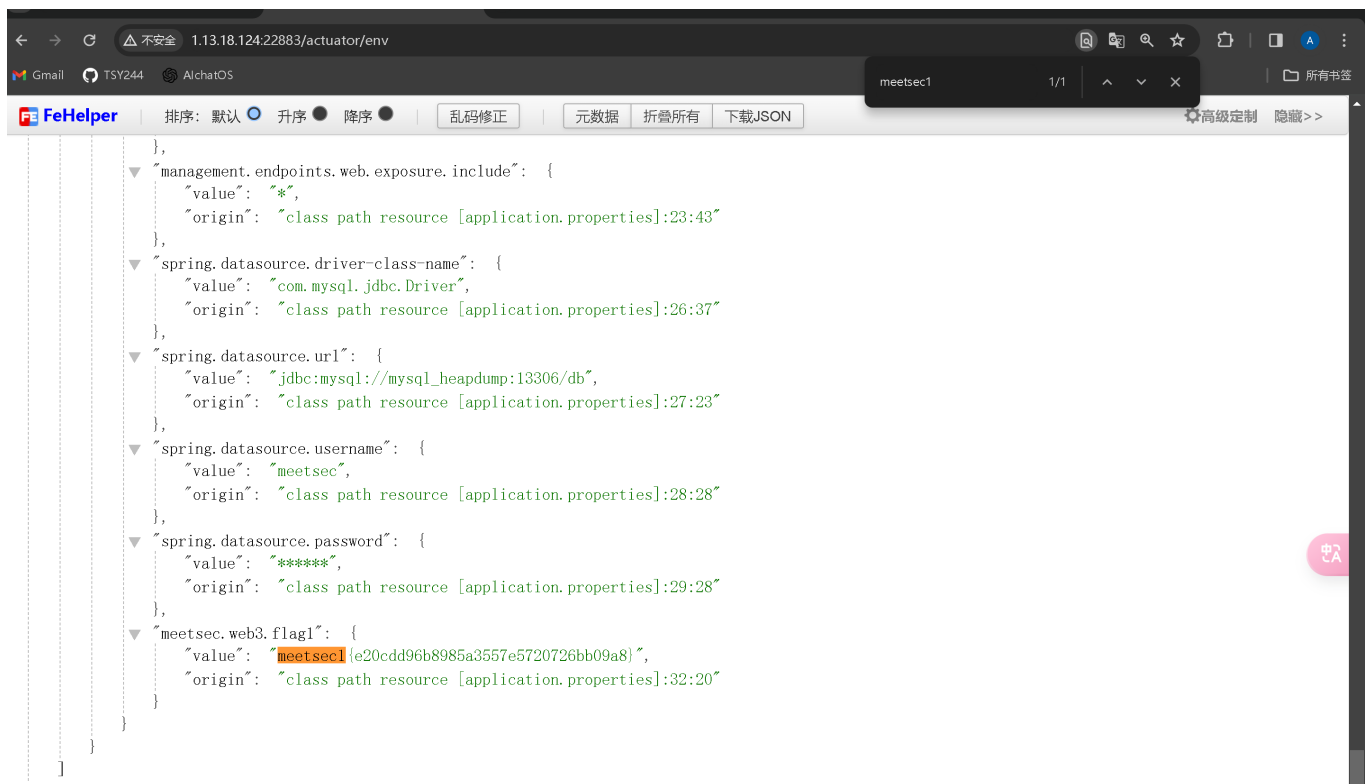 不安全 1.13.18.124:22883/actuator/env
A
Gmail TSY244 AIchatOS
meetsec1 1/1
所有书签
FeHelper 排序: 默认 升序 降序 乱码修正 元数据 折叠所有 下载JSON 高级定制 隐藏>>
},
"management.endpoints.web.exposure.include": {
"value": "*",
"origin": "class path resource [application.properties]:23:43"
},
"spring.datasource.driver-class-name": {
"value": "com.mysql.jdbc.Driver",
"origin": "class path resource [application.properties]:26:37"
},
"spring.datasource.url": {
"value": "jdbc:mysql://mysql_heapdump:13306/db",
"origin": "class path resource [application.properties]:27:23"
},
"spring.datasource.username": {
"value": "meetsec",
"origin": "class path resource [application.properties]:28:28"
},
"spring.datasource.password": {
"value": "******",
"origin": "class path resource [application.properties]:29:28"
},
"meetsec.web3.flag1": {
"value": "meetsec1{e20cdd96b8985a3557e5720726bb09a8}",
"origin": "class path resource [application.properties]:32:20"
}
}
}
]